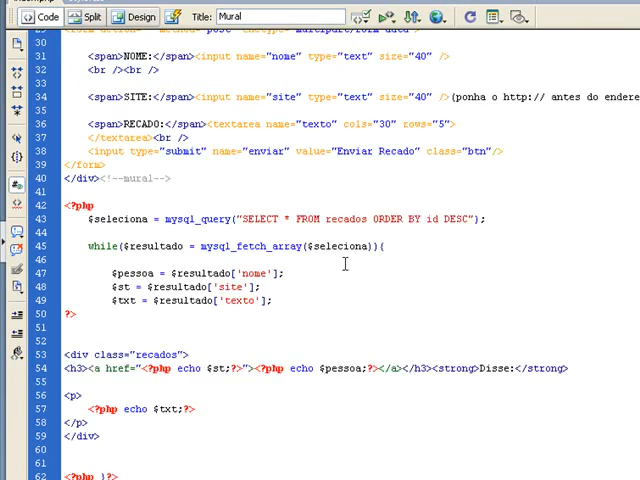 Code Split Design Title: Mural
30
31 <span>NOME:</span><input name="nome" type="text" size="40" />
32 <br /><br />
33
34 <span>SITE:</span><input name="site" type="text" size="40" />(ponha o http:// antes do endere
35
36 <span>RECADO:</span><textarea name="texto" cols="30" rows="5">
37 </textarea><br />
38 <input type="submit" name="enviar" value="Enviar Recado" class="btn"/>
39 </form>
40 </div><!--mural-->
41
42 <?php
43 $seleciona = mysql_query("SELECT * FROM recados ORDER BY id DESC");
44
45 while($resultado = mysql_fetch_array($seleciona)){
46
47 $pessoa = $resultado['nome'];
48 $st = $resultado['site'];
49 $txt = $resultado['texto'];
50 ?>
51
52
53 <div class="recados">
54 <h3><a href="<?php echo $st;?>"><?php echo $pessoa;?></a></h3><strong>Disse:</strong>
55
56 <p>
57 <?php echo $txt;?>
58 </p>
59 </div>
60
61
62 <?php }?>